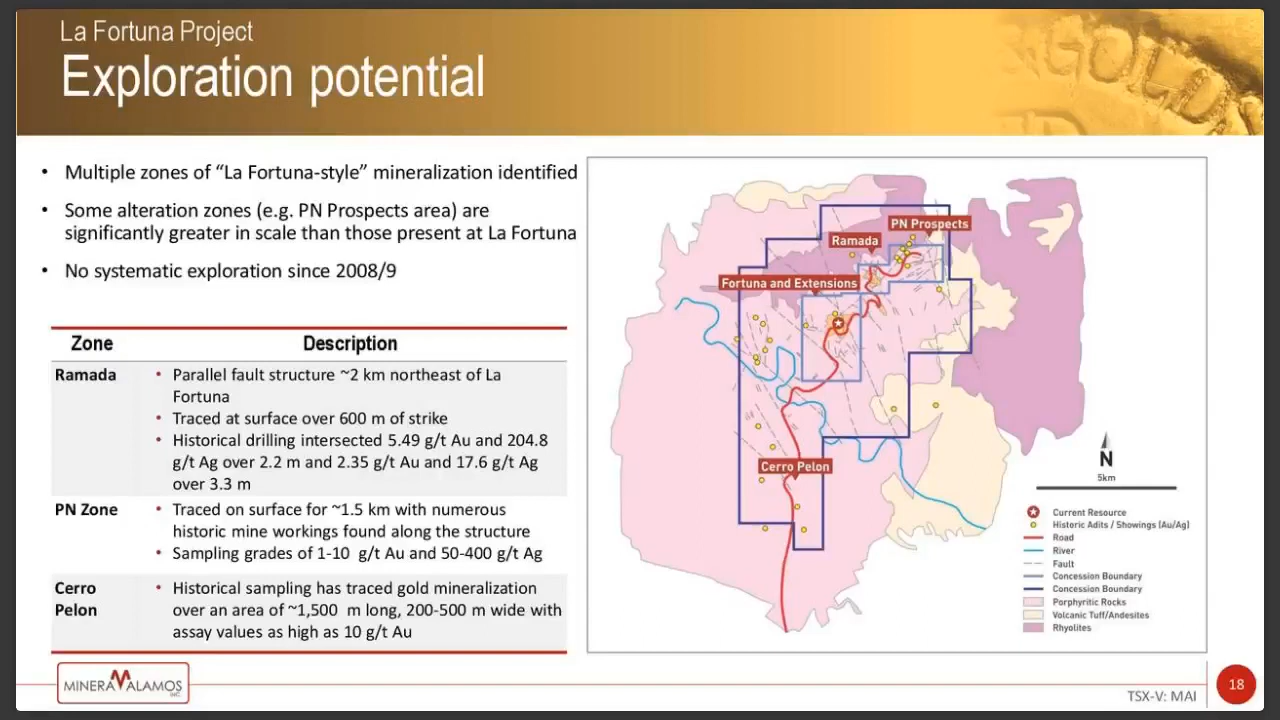 La Fortuna Project
Exploration potential
• Multiple zones of “La Fortuna-style” mineralization identified
• Some alteration zones (e.g. PN Prospects area) are
significantly greater in scale than those present at La Fortuna
• No systematic exploration since 2008/9
Zone Description
Ramada
• Parallel fault structure ~2 km northeast of La
Fortuna
• Traced at surface over 600 m of strike
• Historical drilling intersected 5.49 g/t Au and 204.8
g/t Ag over 2.2 m and 2.35 g/t Au and 17.6 g/t Ag
over 3.3 m
PN Zone
• Traced on surface for ~1.5 km with numerous
historic mine workings found along the structure
• Sampling grades of 1-10 g/t Au and 50-400 g/t Ag
Cerro
Pelon
• Historical sampling has traced gold mineralization
over an area of ~1,500 m long, 200-500 m wide with
assay values as high as 10 g/t Au
PN Prospects
Ramada
Fortuna and Extensions
Cerro Pelon
N
5km
Current Resource
Historic Adits / Showings (Au/Ag)
Road
River
Fault
Concession Boundary
Concession Boundary
Porphyritic Rocks
Volcanic Tuff/Andesites
Rhyolites
MINERA ALAMOS
INC.
TSX-V: MAI
18
GOLD